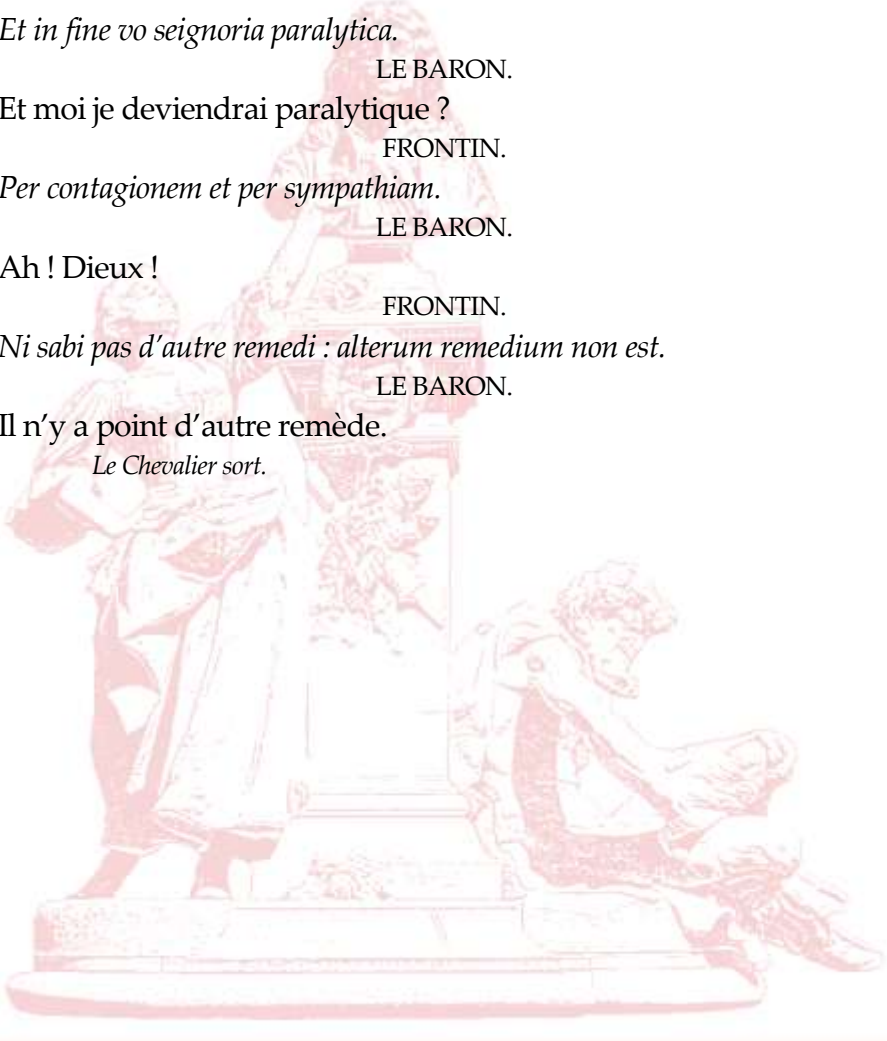 Et in fine vo seignoria paralytica.
LE BARON.
Et moi je deviendrai paralytique ?
FRONTIN.
Per contagionem et per sympathiam.
LE BARON.
Ah ! Dieux !
FRONTIN.
Ni sabi pas d'autre remedi : alterum remedium non est.
LE BARON.
Il n'y a point d'autre remède.
Le Chevalier sort.